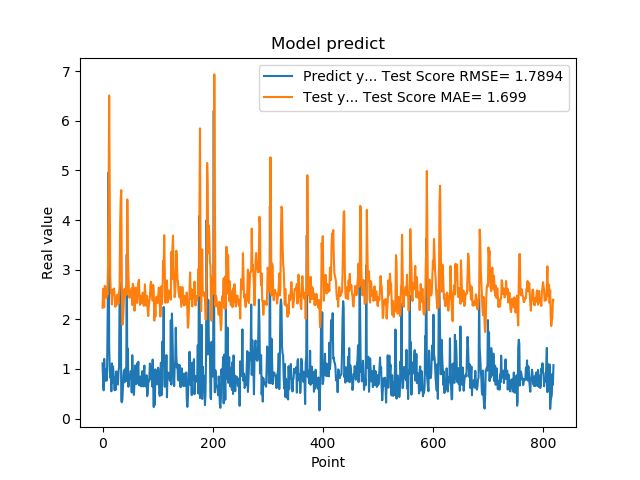 Model predict
Predict y... Test Score RMSE= 1.7894
Test y... Test Score MAE= 1.699
Real value
7
6
5
4
3
2
1
0
0 200 400 600 800
Point